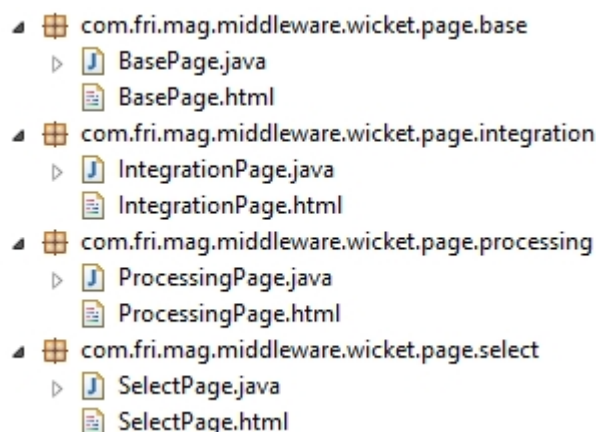 com.fri.mag.middleware.wicket.page.base
BasePage.java
BasePage.html
com.fri.mag.middleware.wicket.page.integration
IntegrationPage.java
IntegrationPage.html
com.fri.mag.middleware.wicket.page.processing
ProcessingPage.java
ProcessingPage.html
com.fri.mag.middleware.wicket.page.select
SelectPage.java
SelectPage.html